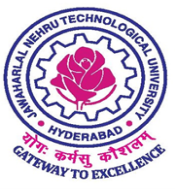 JAWAHARLAL NEHRU TECHNOLOGICAL UNIVERSITY
HYDERABAD
योगः कर्मसु कौशलम्
GATEWAY TO EXCELLENCE